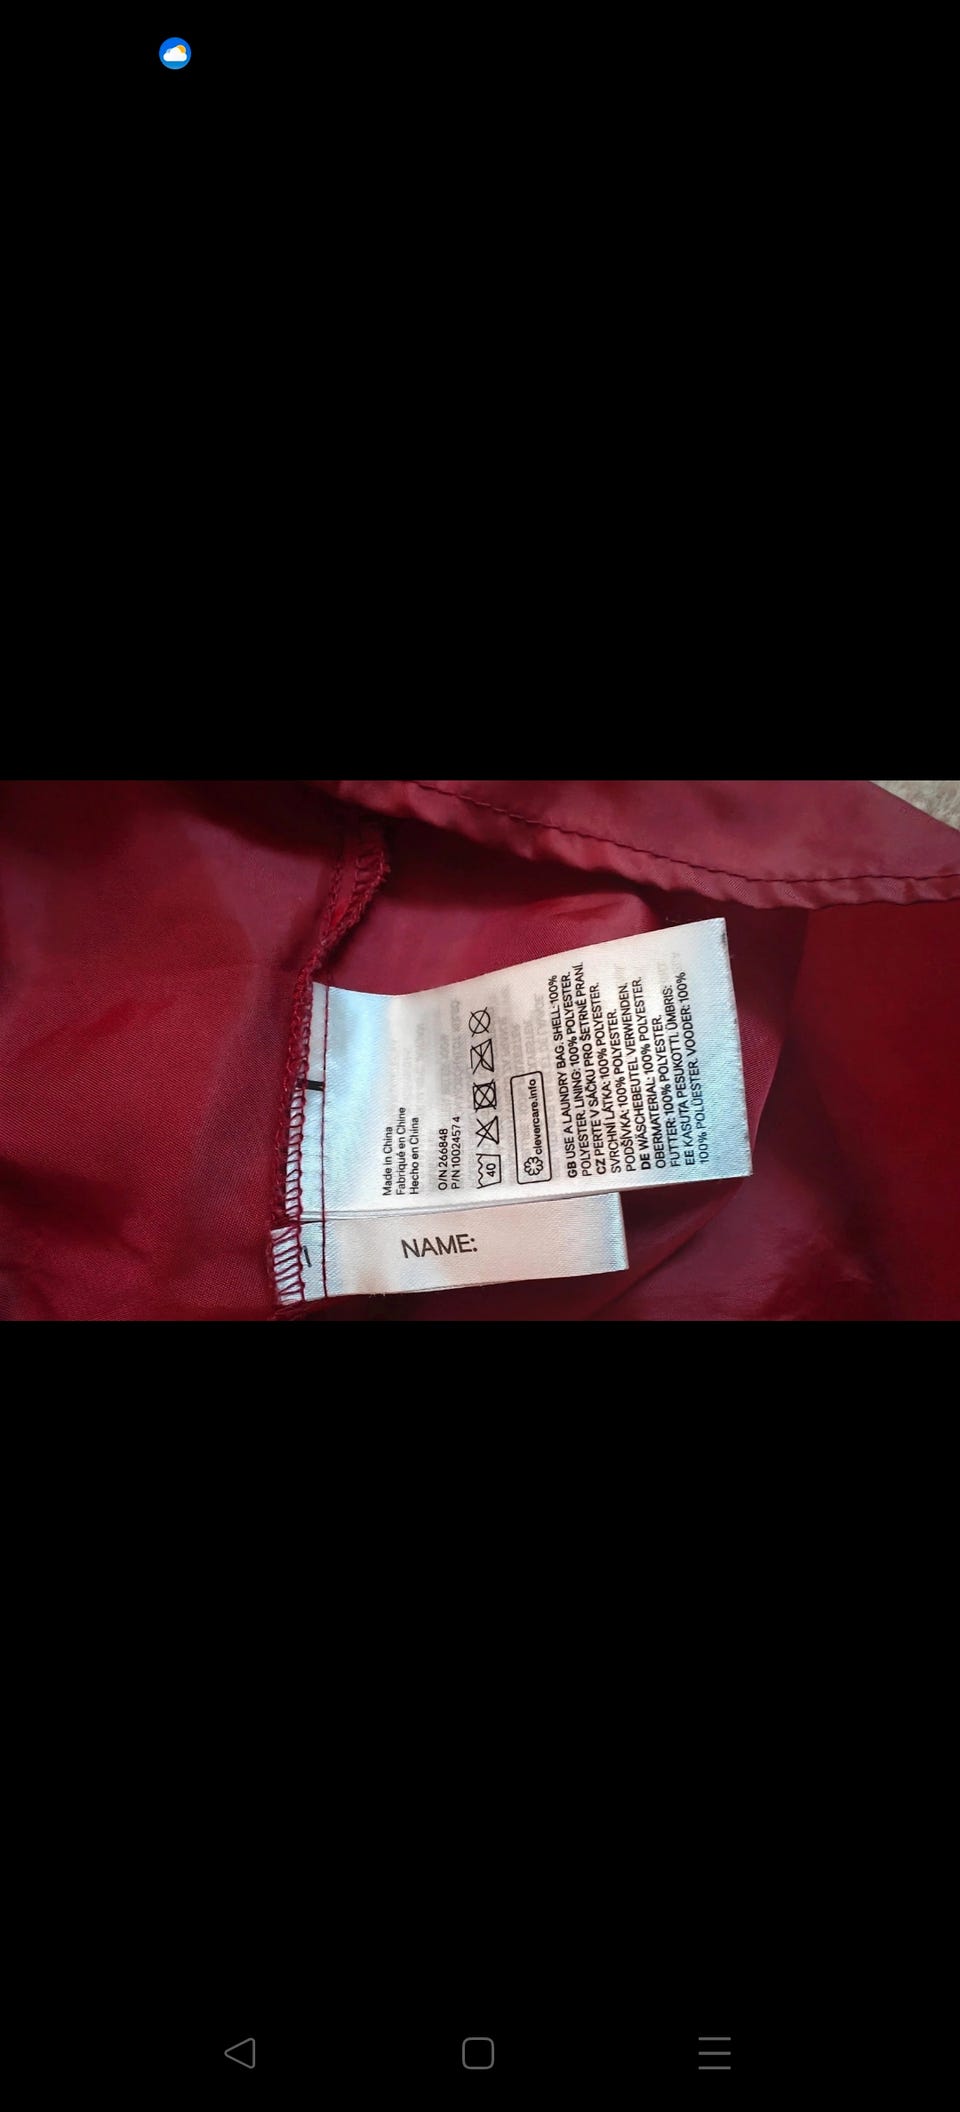 Made in China
Fabriqué en Chine
Hecho en China
O/N 266848
P/N 10024574
40
clevercare.info
GB USE A LAUNDRY BAG. SHELL: 100%
POLYESTER. LINING: 100% POLYESTER.
CZ PERTE V SÁČKU PRO ŠETRNÉ PRANÍ.
SVRCHNÍ LÁTKA: 100% POLYESTER.
PODŠÍVKA: 100% POLYESTER.
DE WÄSCHEBEUTEL VERWENDEN.
OBERMATERIAL: 100% POLYESTER.
FUTTER: 100% POLYESTER.
EE KASUTA PESUKOTTI. ÜMBRIS:
100% POLÜESTER. VOODER: 100%
NAME: